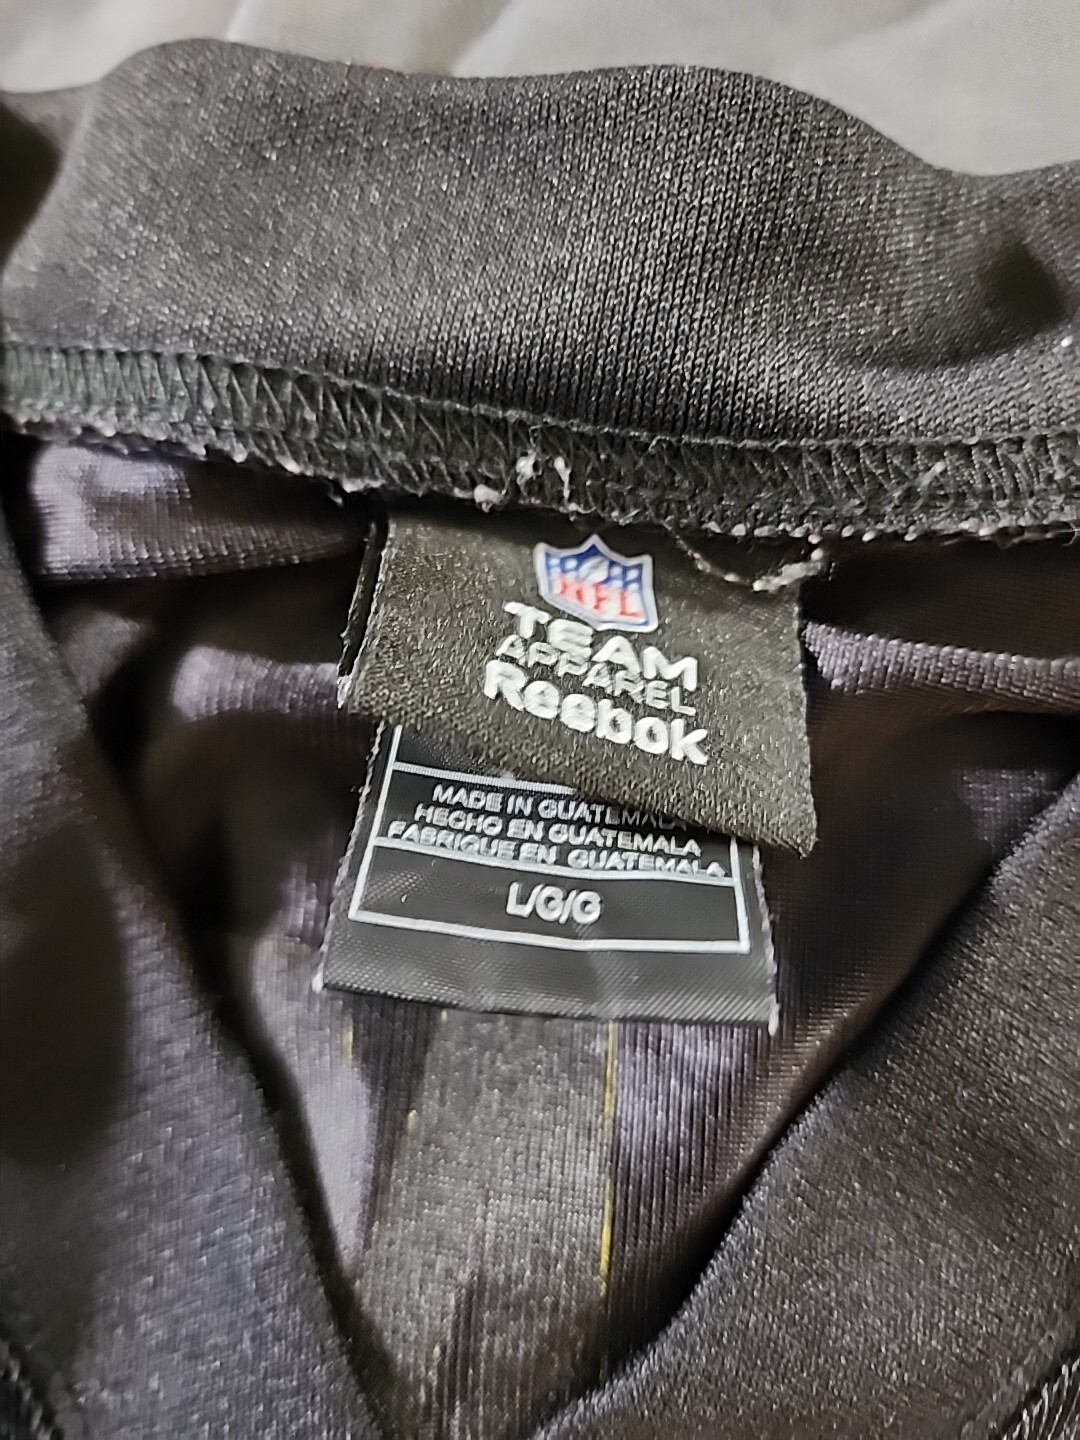 NFL
TEAM
APPAREL
Reebok
MADE IN GUATEMALA
HECHO EN GUATEMALA
FABRIQUE EN GUATEMALA
L/G/G